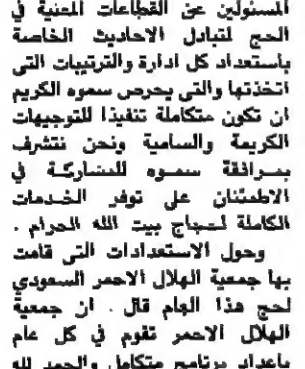 المسئولين عن القطاعات المعنية في
الحج لتبادل الاحاديث الخاصة
باستعداد كل ادارة والترتيبات التى
اتخذتها والتى يحرص سموه الكريم
ان تكون متكاملة تنفيذا للتوجيهات
الكريمة والسامية ونحن نتشرف
بمرافقة سموه للمشاركة في
الاطمئنان على توفر الخدمات
الكاملة لحجاج بيت الله الحرام .
وحول الاستعدادات التى قامت
بها جمعية الهلال الاحمر السعودي
لحج هذا العام قال . ان جمعية
الهلال الاحمر تقوم في كل عام
باعداد برنامج متكامل والحمد لله